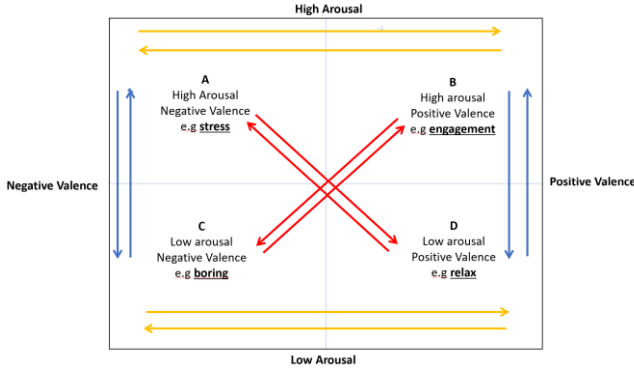 High Arousal
A
High Arousal
Negative Valence
e.g stress
B
High arousal
Positive Valence
e.g engagement
Negative Valence
Positive Valence
C
Low arousal
Negative Valence
e.g boring
D
Low arousal
Positive Valence
e.g relax
Low Arousal